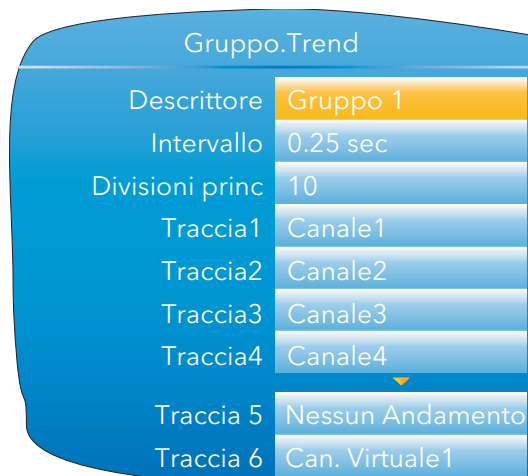 Gruppo.Trend
Descrittore Gruppo 1
Intervallo 0.25 sec
Divisioni princ 10
Traccia1 Canale1
Traccia2 Canale2
Traccia3 Canale3
Traccia4 Canale4
Traccia 5 Nessun Andamento
Traccia 6 Can. Virtuale1